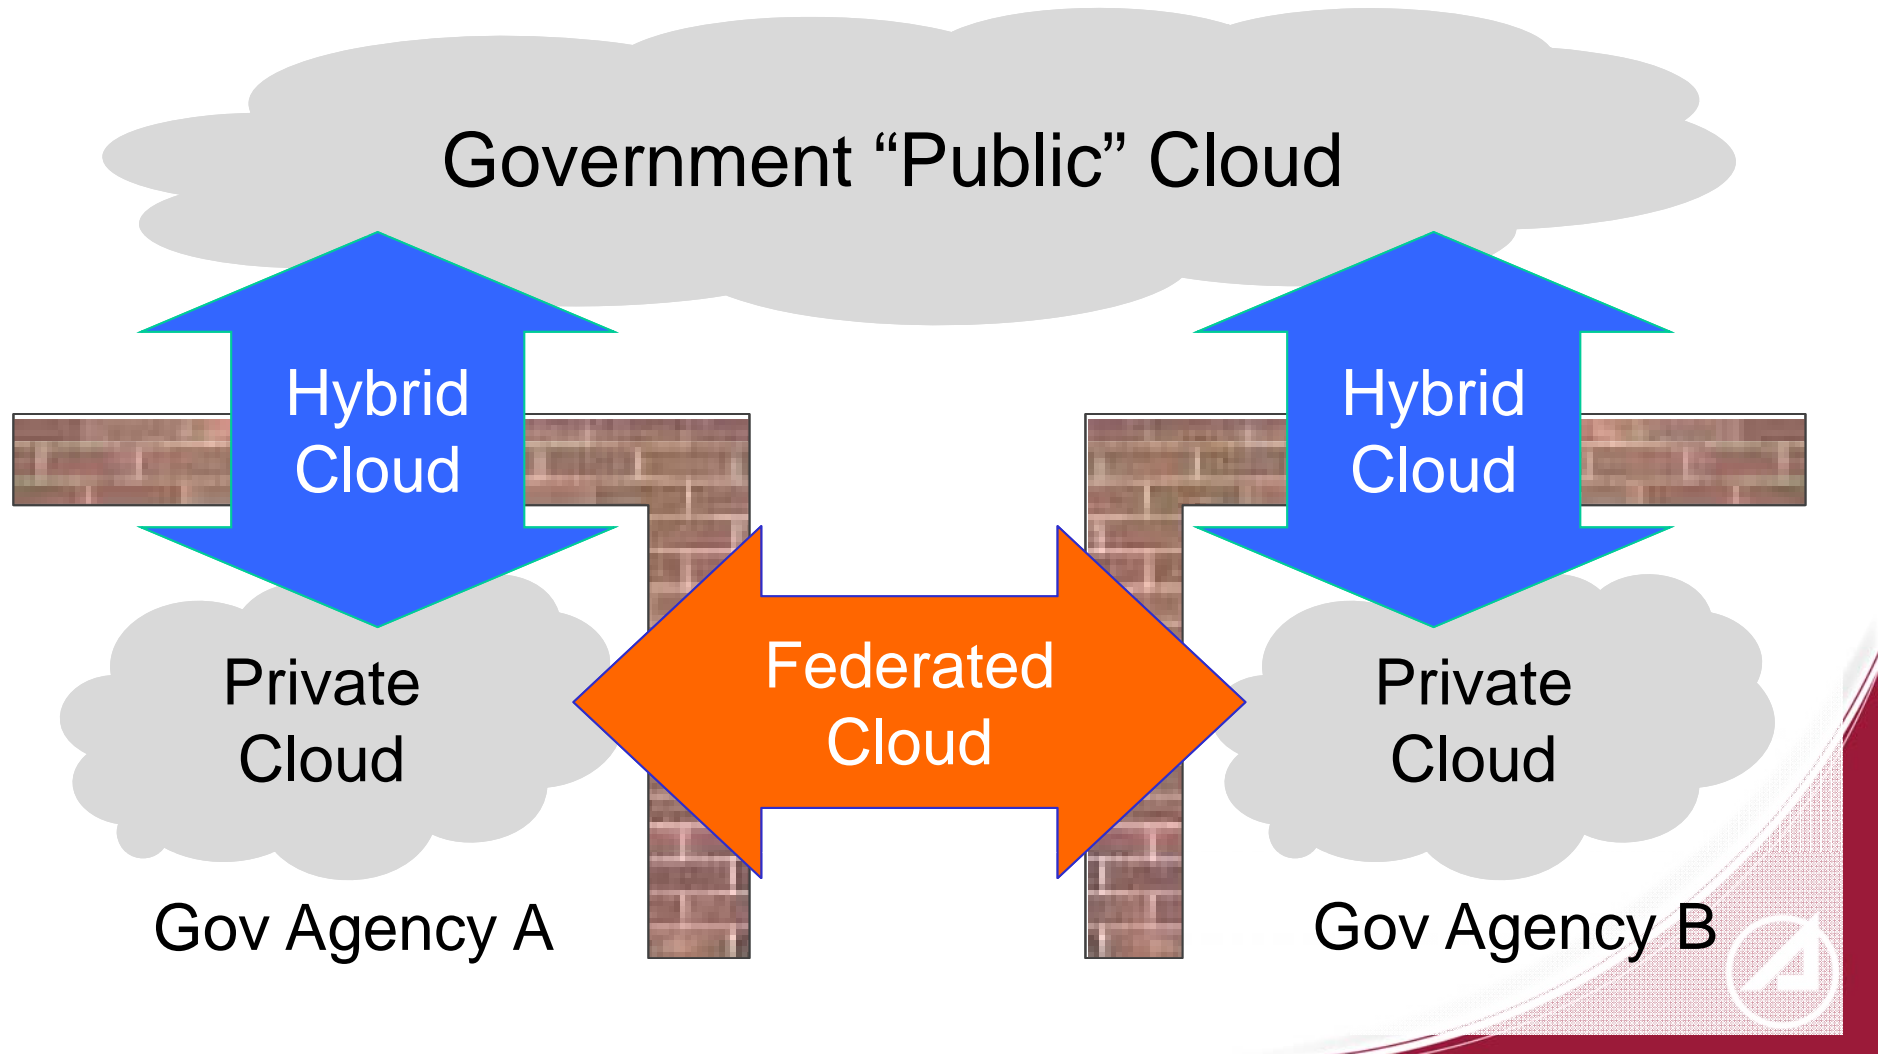 Government “Public” Cloud
Hybrid
Cloud
Hybrid
Cloud
Private
Cloud
Federated
Cloud
Private
Cloud
Gov Agency A
Gov Agency B